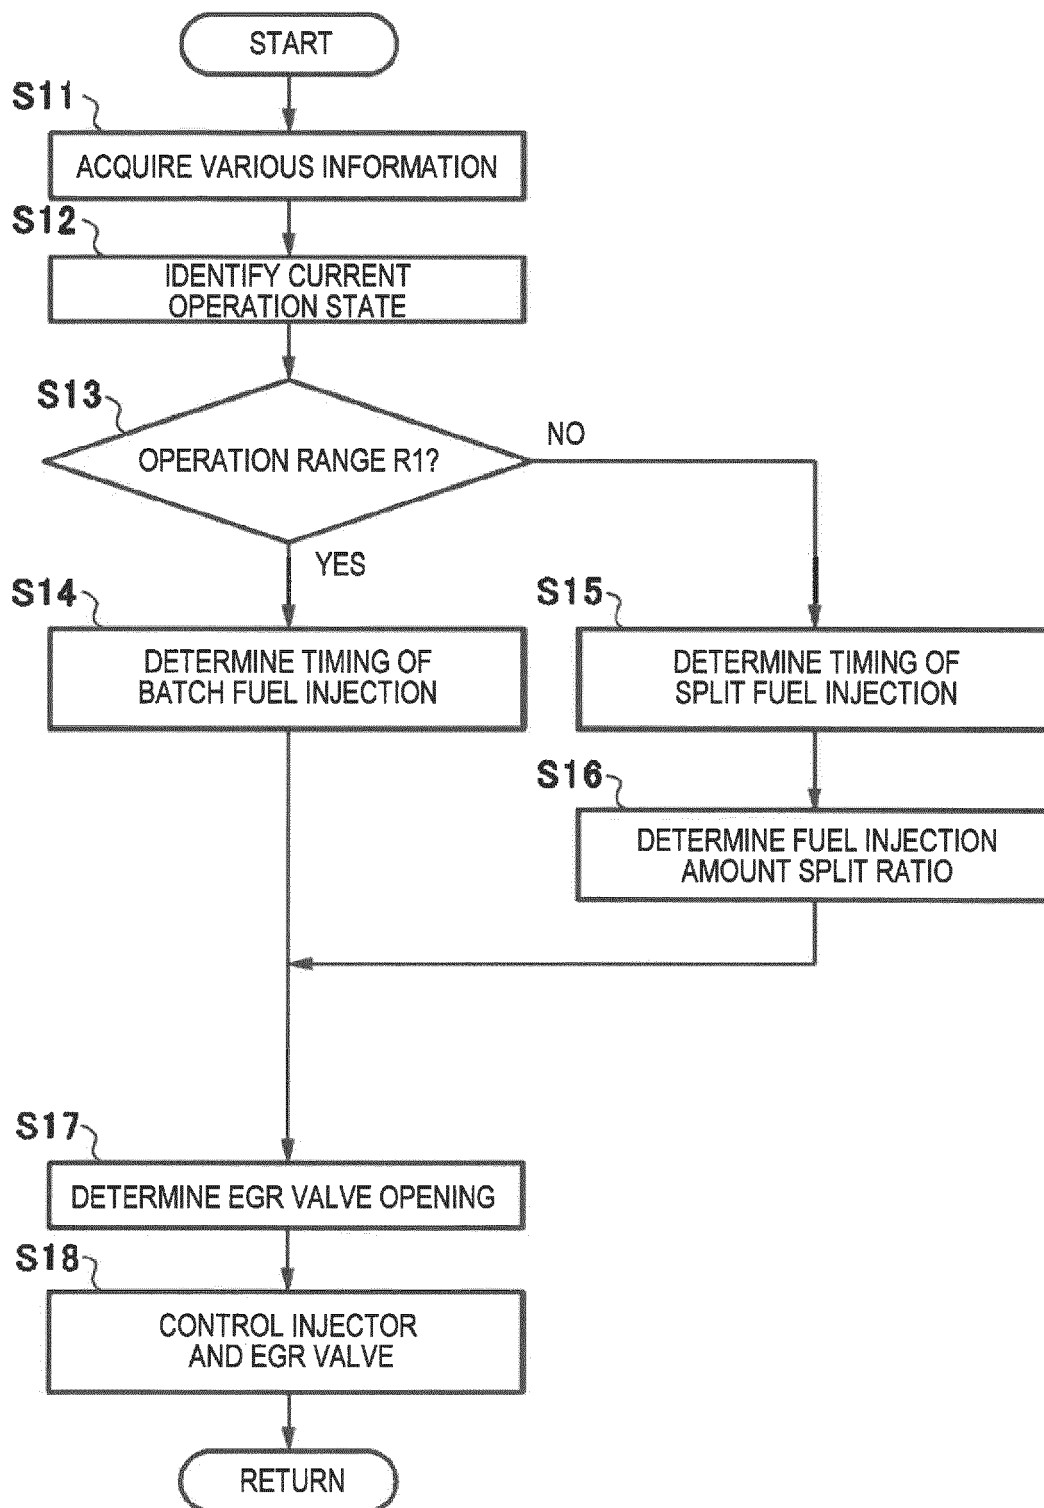 START
S11
ACQUIRE VARIOUS INFORMATION
S12
IDENTIFY CURRENT
OPERATION STATE
S13
OPERATION RANGE R1?
NO
YES
S14
DETERMINE TIMING OF
BATCH FUEL INJECTION
S15
DETERMINE TIMING OF
SPLIT FUEL INJECTION
S16
DETERMINE FUEL INJECTION
AMOUNT SPLIT RATIO
S17
DETERMINE EGR VALVE OPENING
S18
CONTROL INJECTOR
AND EGR VALVE
RETURN